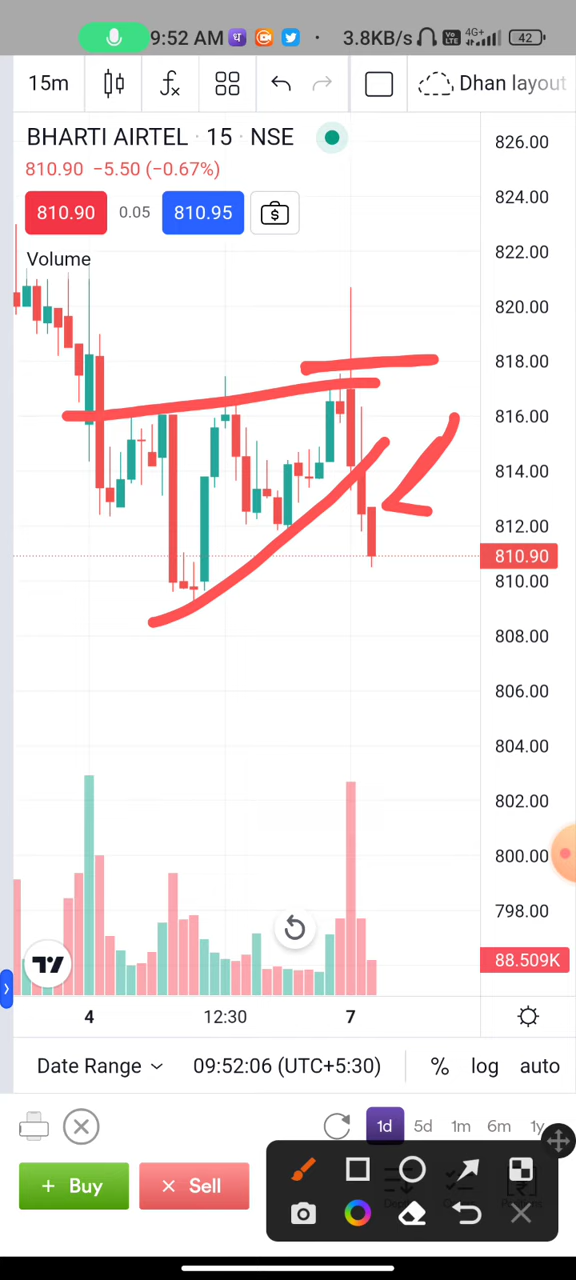 9:52 AM ध · 3.8KB/s Vo LTE 4G+ 42
15m Dhan layout
BHARTI AIRTEL · 15 · NSE
810.90 −5.50 (−0.67%)
810.90 0.05 810.95
Volume
826.00
824.00
822.00
820.00
818.00
816.00
814.00
812.00
810.90
810.00
808.00
806.00
804.00
802.00
800.00
798.00
88.509K
4 12:30 7
Date Range 09:52:06 (UTC+5:30) % log auto
1d 5d 1m 6m 1y
+ Buy × Sell